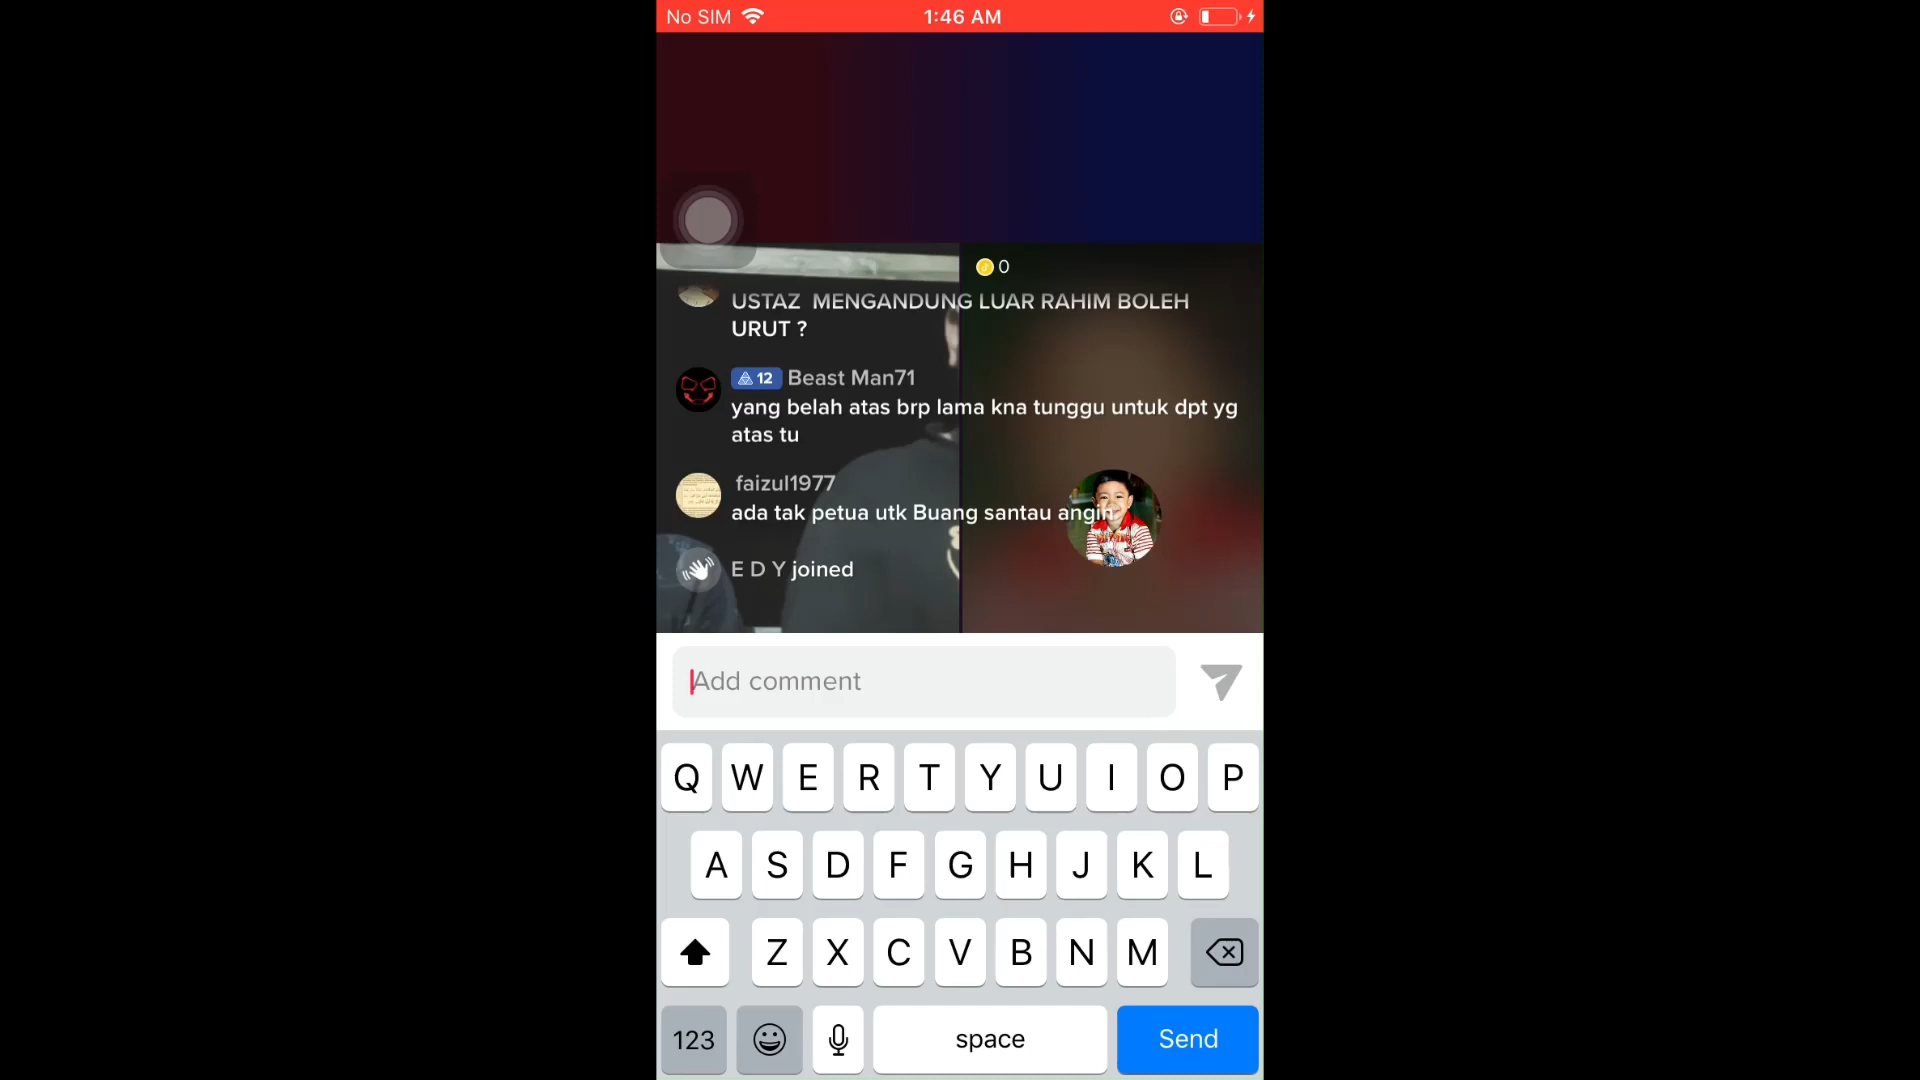 No SIM 1:46 AM
0
USTAZ MENGANDUNG LUAR RAHIM BOLEH
URUT ?
12 Beast Man71
yang belah atas brp lama kna tunggu untuk dpt yg
atas tu
faizul1977
ada tak petua utk Buang santau angin.
E D Y joined
Add comment
Q W E R T Y U I O P
A S D F G H J K L
Z X C V B N M
123 space Send